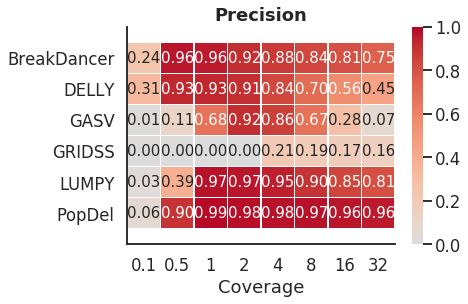 Precision
BreakDancer 0.24 0.96 0.96 0.92 0.88 0.84 0.81 0.75
DELLY 0.31 0.93 0.93 0.91 0.84 0.70 0.56 0.45
GASV 0.01 0.11 0.68 0.92 0.86 0.67 0.28 0.07
GRIDSS 0.00 0.00 0.00 0.00 0.21 0.19 0.17 0.16
LUMPY 0.03 0.39 0.97 0.97 0.95 0.90 0.85 0.81
PopDel 0.06 0.90 0.99 0.98 0.98 0.97 0.96 0.96
0.1 0.5 1 2 4 8 16 32
Coverage
1.0
0.8
0.6
0.4
0.2
0.0